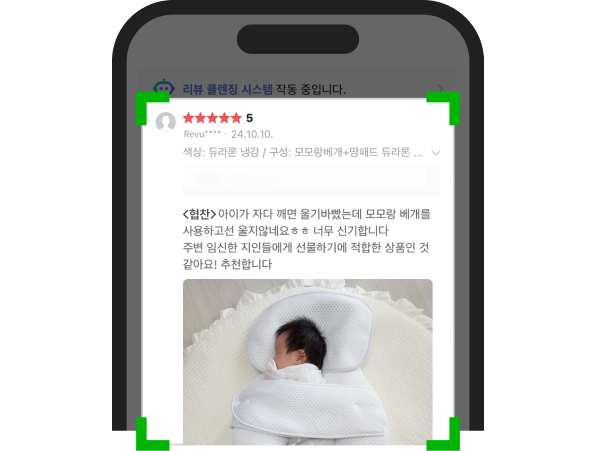 리뷰 클렌징 시스템 작동 중입니다.
5
Revu**** · 24.10.10.
색상: 듀라론 냉감 / 구성: 모모랑베개+땀패드 듀라론 ...
<협찬> 아이가 자다 깨면 울기바빴는데 모모랑 베개를
사용하고선 울지않네요ㅎㅎ 너무 신기합니다
주변 임신한 지인들에게 선물하기에 적합한 상품인 것
같아요! 추천합니다